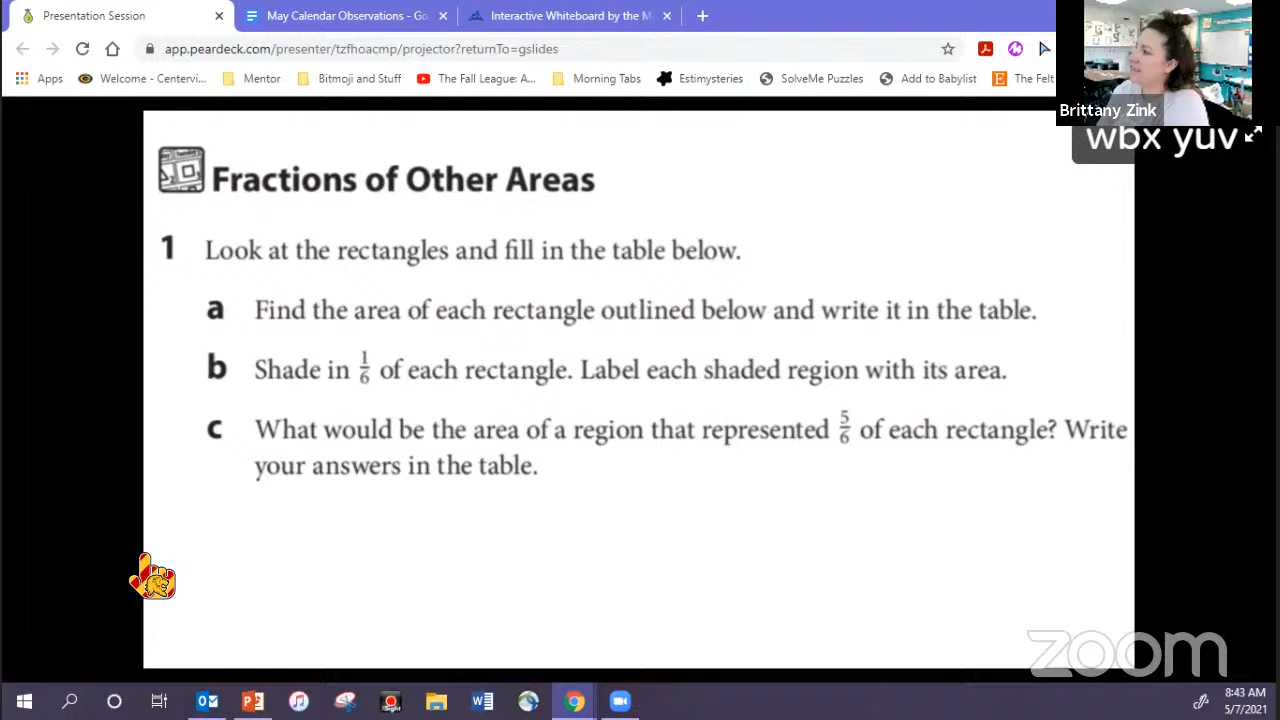 Presentation Session
May Calendar Observations - Go
Interactive Whiteboard by the M
app.peardeck.com/presenter/tzfhoacmp/projector?returnTo=gslides
Apps
Welcome - Centervi...
Mentor
Bitmoji and Stuff
The Fall League: A...
Morning Tabs
Estimysteries
SolveMe Puzzles
Add to Babylist
The Felt
Brittany Zink
wbx yuv
Fractions of Other Areas
1 Look at the rectangles and fill in the table below.
a Find the area of each rectangle outlined below and write it in the table.
b Shade in 1/6 of each rectangle. Label each shaded region with its area.
c What would be the area of a region that represented 5/6 of each rectangle? Write
your answers in the table.
zoom
8:43 AM
5/7/2021